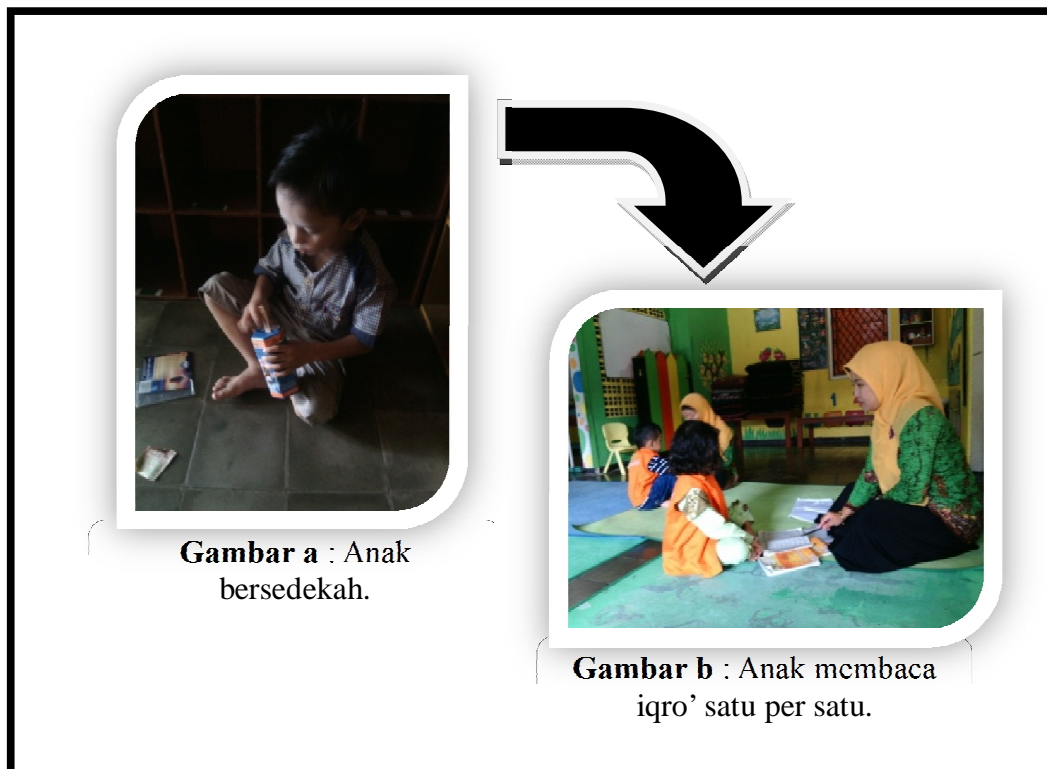 Gambar a : Anak
bersedekah.
Gambar b : Anak membaca
iqro’ satu per satu.